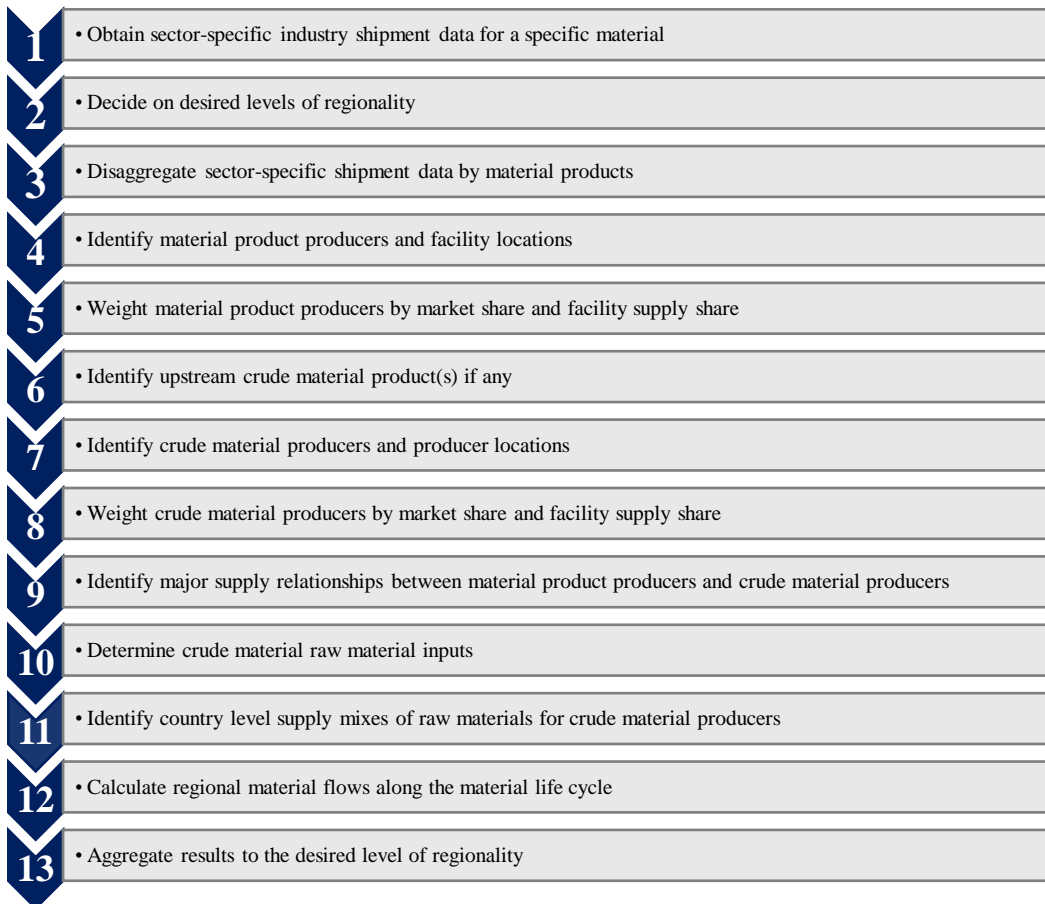 1
• Obtain sector-specific industry shipment data for a specific material
2
• Decide on desired levels of regionality
3
• Disaggregate sector-specific shipment data by material products
4
• Identify material product producers and facility locations
5
• Weight material product producers by market share and facility supply share
6
• Identify upstream crude material product(s) if any
7
• Identify crude material producers and producer locations
8
• Weight crude material producers by market share and facility supply share
9
• Identify major supply relationships between material product producers and crude material producers
10
• Determine crude material raw material inputs
11
• Identify country level supply mixes of raw materials for crude material producers
12
• Calculate regional material flows along the material life cycle
13
• Aggregate results to the desired level of regionality